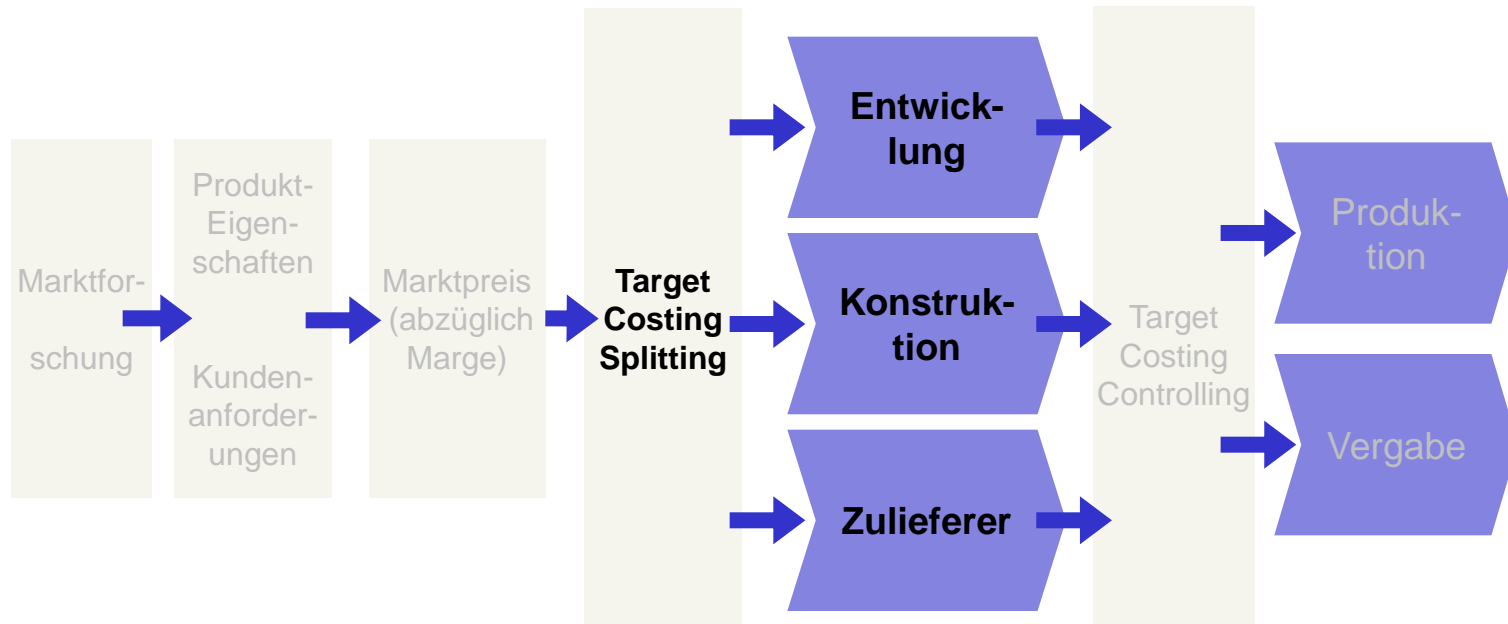 Marktfor-
schung
Produkt-
Eigen-
schaften
Kunden-
anforder-
ungen
Marktpreis
(abzüglich
Marge)
Target
Costing
Splitting
Entwick-
lung
Konstruk-
tion
Zulieferer
Target
Costing
Controlling
Produk-
tion
Vergabe